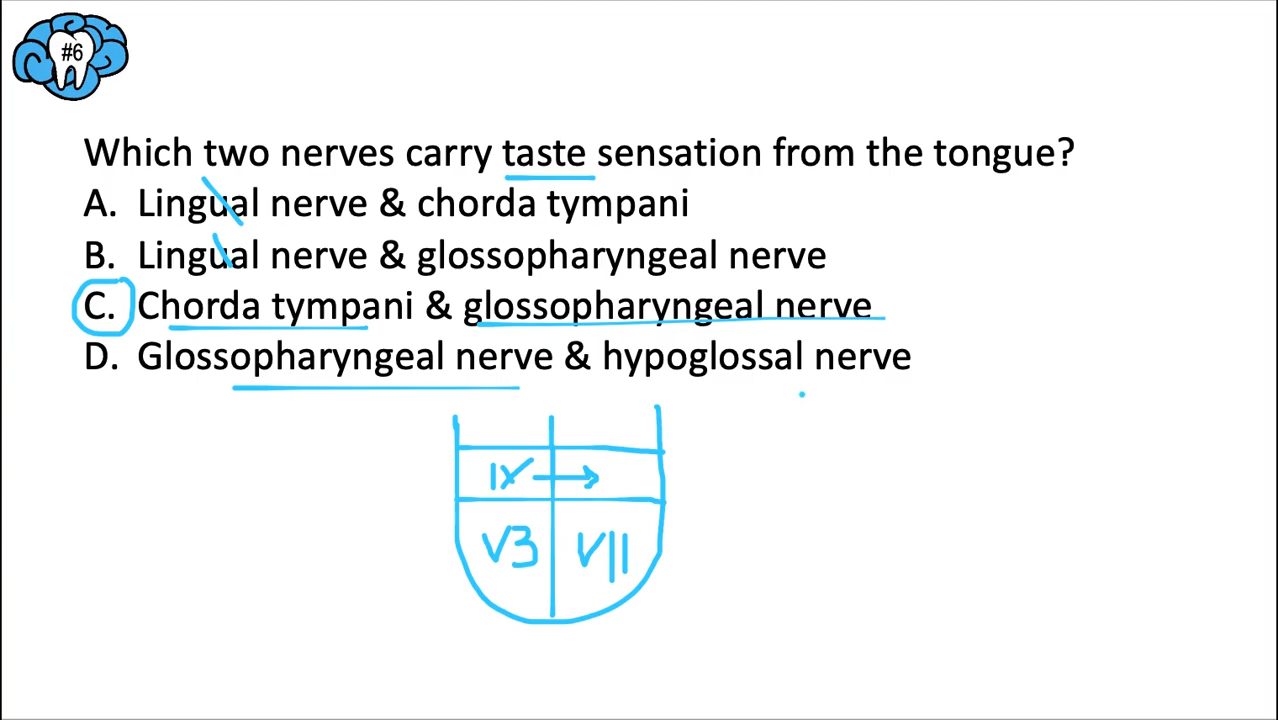 #6
Which two nerves carry taste sensation from the tongue?
A. Lingual nerve & chorda tympani
B. Lingual nerve & glossopharyngeal nerve
C. Chorda tympani & glossopharyngeal nerve
D. Glossopharyngeal nerve & hypoglossal nerve
IX →
V3 VII